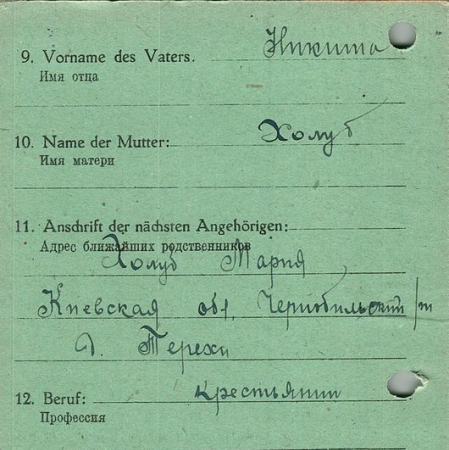 9. Vorname des Vaters. Никита
Имя отца
10. Name der Mutter: Холуб
Имя матери
11. Anschrift der nächsten Angehörigen:
Адрес ближайших родственников
Холуб Мария
Киевская обл, Чернобильский
д. Терехи
12. Beruf: крестьянин
Профессия